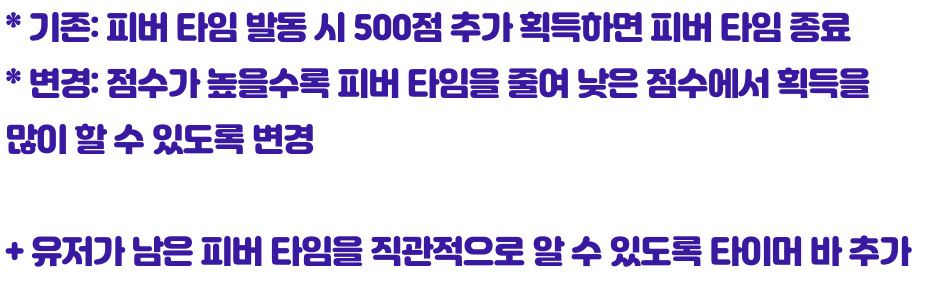 * 기존: 피버 타임 발동 시 500점 추가 획득하면 피버 타임 종료
* 변경: 점수가 높을수록 피버 타임을 줄여 낮은 점수에서 획득을
많이 할 수 있도록 변경
+ 유저가 남은 피버 타임을 직관적으로 알 수 있도록 타이머 바 추가